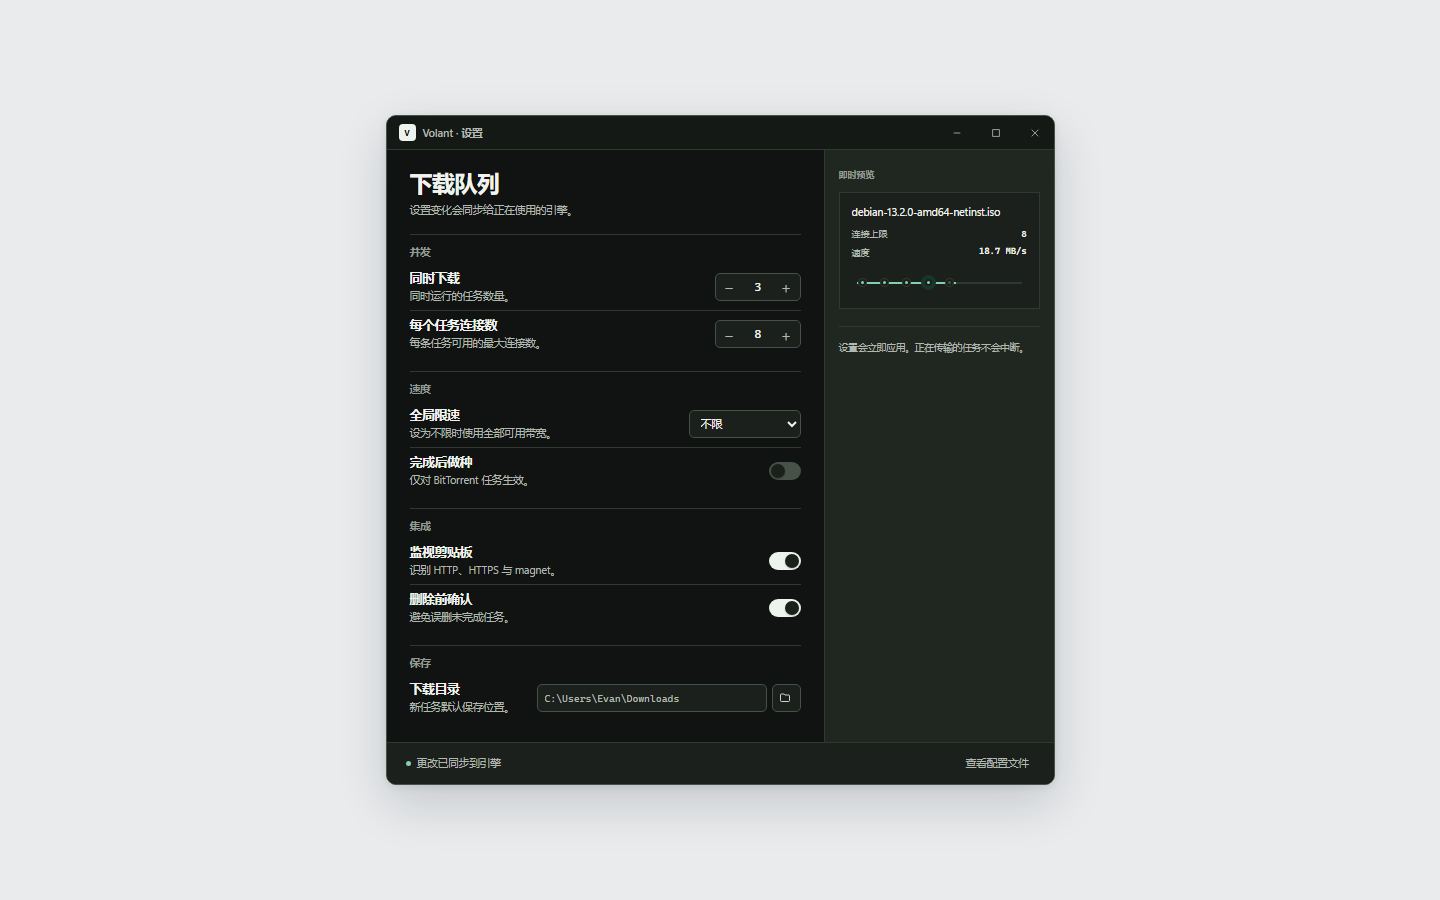 V Volant · 设置
下载队列
设置变化会同步给正在使用的引擎。
并发
同时下载
同时运行的任务数量。
− 3 +
每个任务连接数
每条任务可用的最大连接数。
− 8 +
速度
全局限速
设为不限时使用全部可用带宽。
不限
完成后做种
仅对 BitTorrent 任务生效。
集成
监视剪贴板
识别 HTTP、HTTPS 与 magnet。
删除前确认
避免误删未完成任务。
保存
下载目录
新任务默认保存位置。
C:\Users\Evan\Downloads
即时预览
debian-13.2.0-amd64-netinst.iso
连接上限 8
速度 18.7 MB/s
设置会立即应用。正在传输的任务不会中断。
更改已同步到引擎
查看配置文件